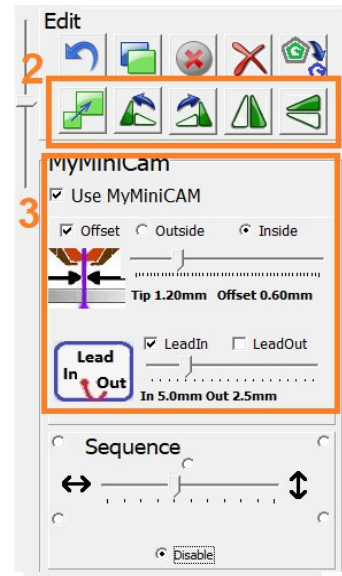 Edit
2
G
G
MyMiniCam
Use MyMiniCAM
3
Offset Outside Inside
Tip 1.20mm Offset 0.60mm
Lead
In Out
LeadIn LeadOut
In 5.0mm Out 2.5mm
Sequence
Disable